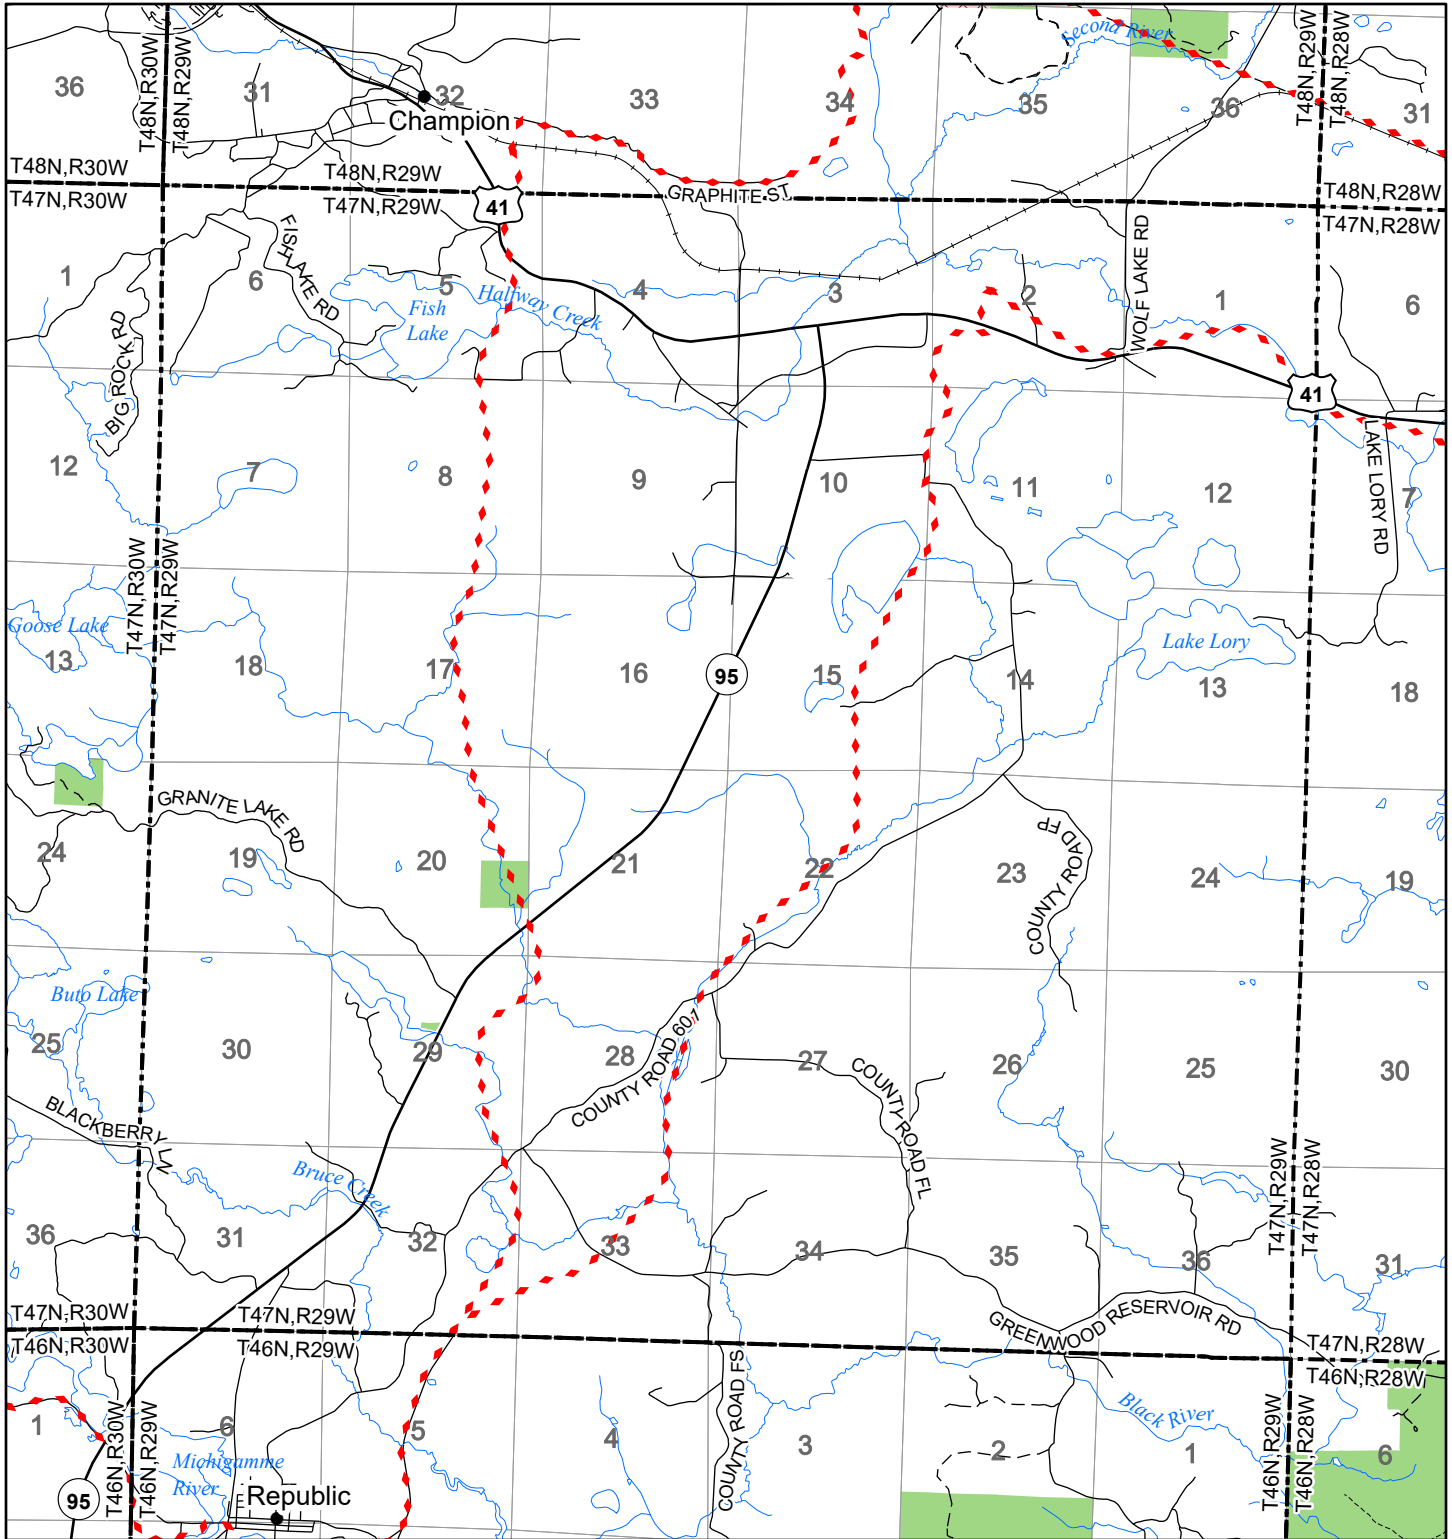 T48N,R30W
T48N,R29W
T48N,R29W
T48N,R28W
Second River
36
31
32
33
34
35
36
31
Champion
T48N,R30W
T48N,R29W
T48N,R28W
T47N,R30W
T47N,R29W
T47N,R28W
GRAPHITE ST
41
FISH LAKE RD
WOLF LAKE RD
1
6
5
4
3
2
1
6
Fish
Lake
Halfway Creek
BIG ROCK RD
41
LAKE LORY RD
12
7
8
9
10
11
12
7
T47N,R30W
T47N,R29W
Goose Lake
Lake Lory
13
18
17
16
15
14
13
18
95
GRANITE LAKE RD
COUNTY ROAD FP
24
19
20
21
22
23
24
19
Buto Lake
25
30
29
28
27
26
25
30
COUNTY ROAD 607
COUNTY ROAD FL
BLACKBERRY LN
Bruce Creek
T47N,R29W
T47N,R28W
36
31
32
33
34
35
36
31
GREENWOOD RESERVOIR RD
T47N,R30W
T47N,R29W
T47N,R28W
T46N,R30W
T46N,R29W
T46N,R28W
COUNTY ROAD FS
Black River
1
6
5
4
3
2
1
6
T46N,R30W
T46N,R29W
T46N,R29W
T46N,R28W
Michigamme
River
Republic
95